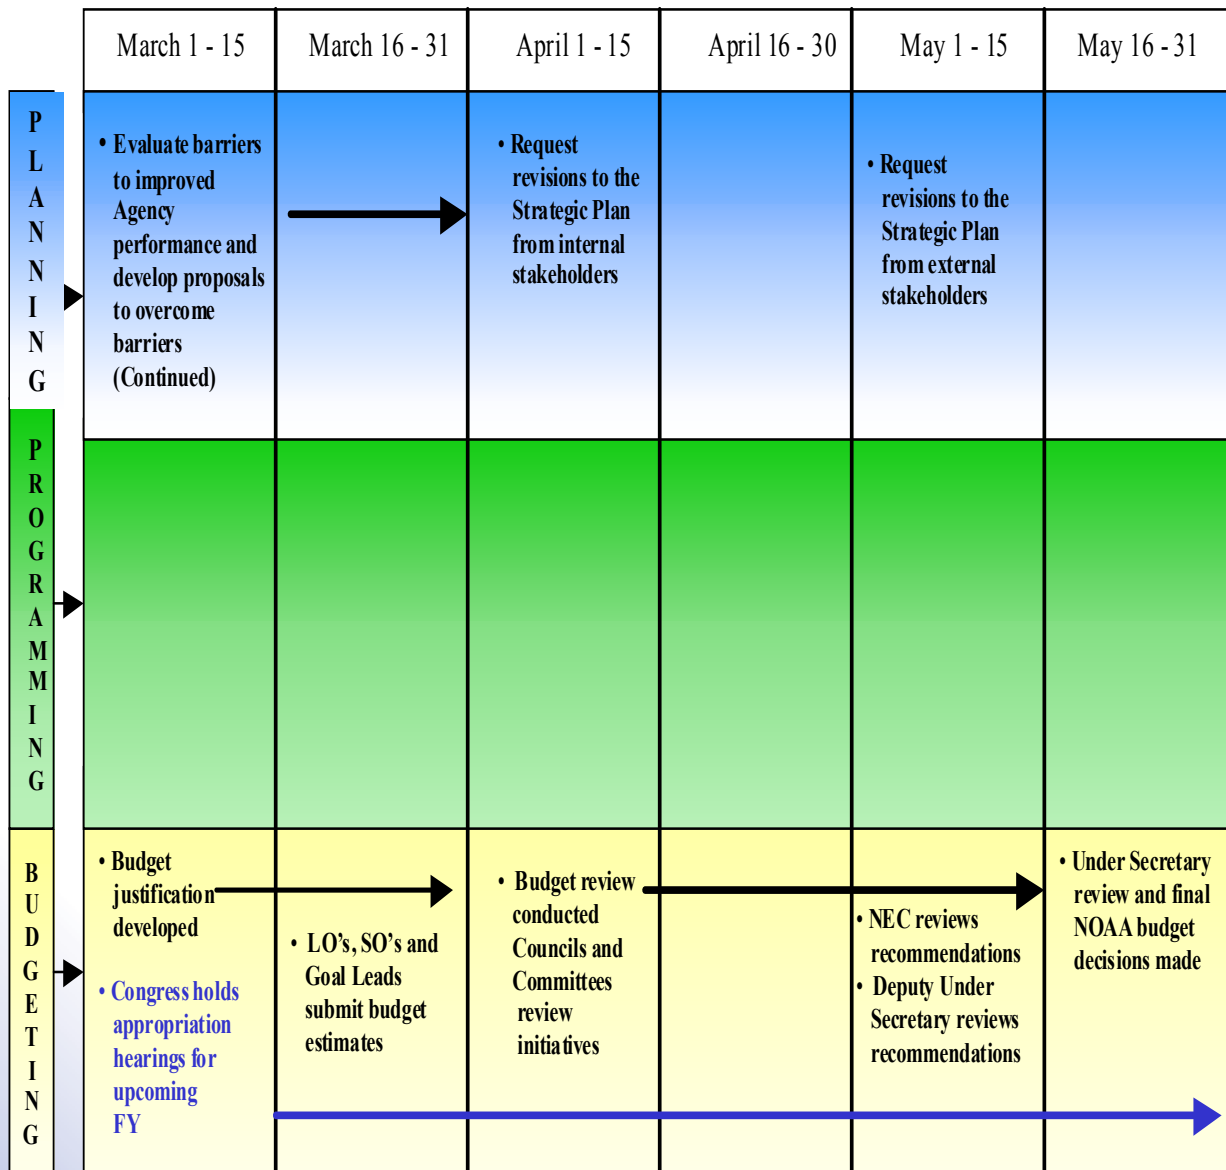 March 1 - 15
March 16 - 31
April 1 - 15
April 16 - 30
May 1 - 15
May 16 - 31
PLANNING
• Evaluate barriers
to improved
Agency
performance and
develop proposals
to overcome
barriers
(Continued)
• Request
revisions to the
Strategic Plan
from internal
stakeholders
• Request
revisions to the
Strategic Plan
from external
stakeholders
PROGRAMMING
BUDGETING
• Budget
justification
developed
• Congress holds
appropriation
hearings for
upcoming
FY
• LO's, SO's and
Goal Leads
submit budget
estimates
• Budget review
conducted
Councils and
Committees
review
initiatives
• NEC reviews
recommendations
• Deputy Under
Secretary reviews
recommendations
• Under Secretary
review and final
NOAA budget
decisions made